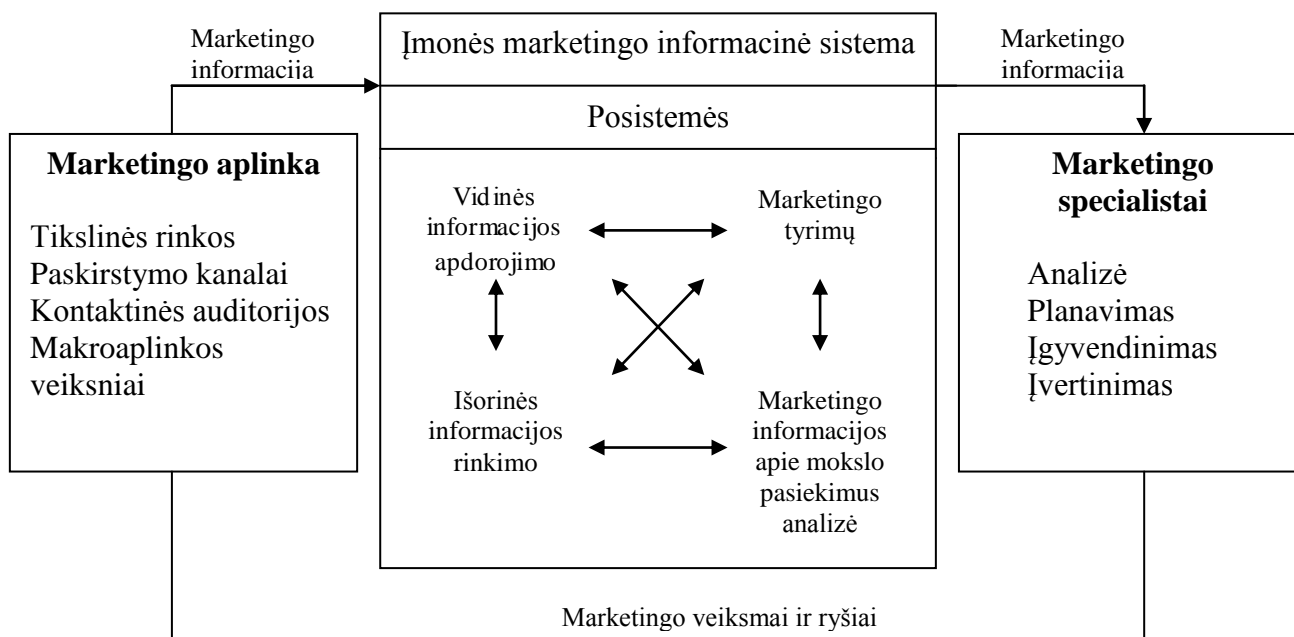 Marketingo
informacija
Įmonės marketingo informacinė sistema
Marketingo
informacija
Posistemės
Marketingo aplinka
Tikslinės rinkos
Paskirstymo kanalai
Kontaktinės auditorijos
Makroaplinkos
veiksniai
Vidinės
informacijos
apdorojimo
Marketingo
tyrimų
Išorinės
informacijos
rinkimo
Marketingo
informacijos
apie mokslo
pasiekimus
analizė
Marketingo
specialistai
Analizė
Planavimas
Įgyvendinimas
Įvertinimas
Marketingo veiksmai ir ryšiai